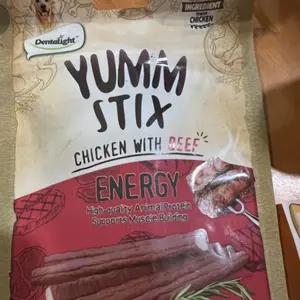 Dentalight
INGREDIENT
CHICKEN
YUMM
STIX
CHICKEN WITH BEEF
ENERGY
High-quality Animal Protein
Supports Muscle Building